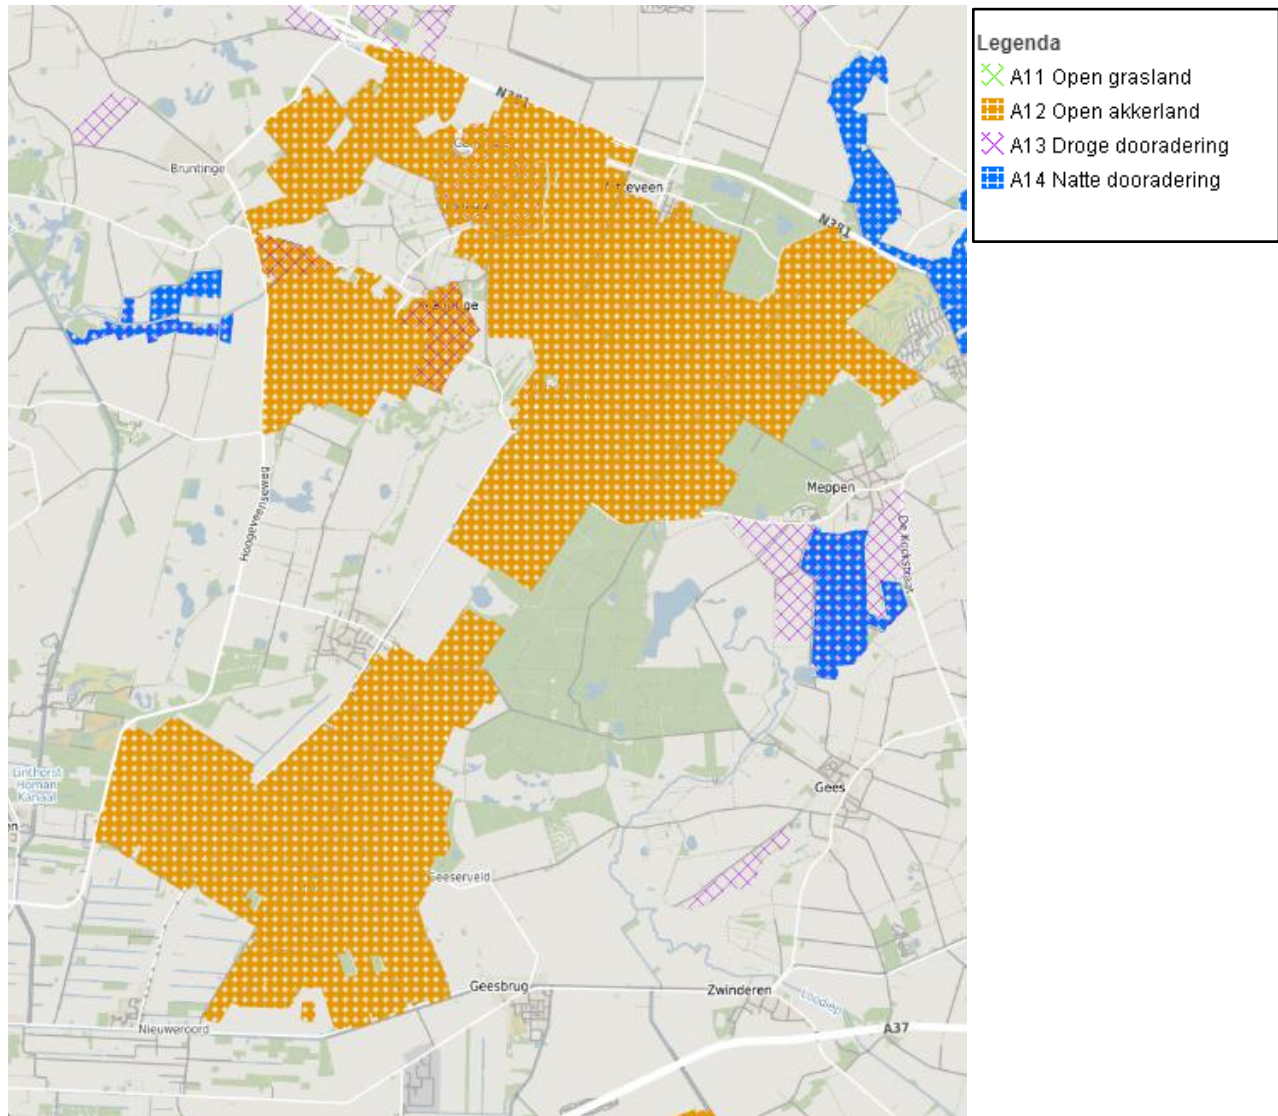 Legenda
A11 Open grasland
A12 Open akkerland
A13 Droge dooradering
A14 Natte dooradering
N381
Bruntinge
N381
Hoogeveenseweg
Meppen
De Kockstraat
Linthorst
Homan
Kanaal
Gees
Geeserveld
Geesbrug
Zwinderen
Loodiep
Nieuweroord
A37